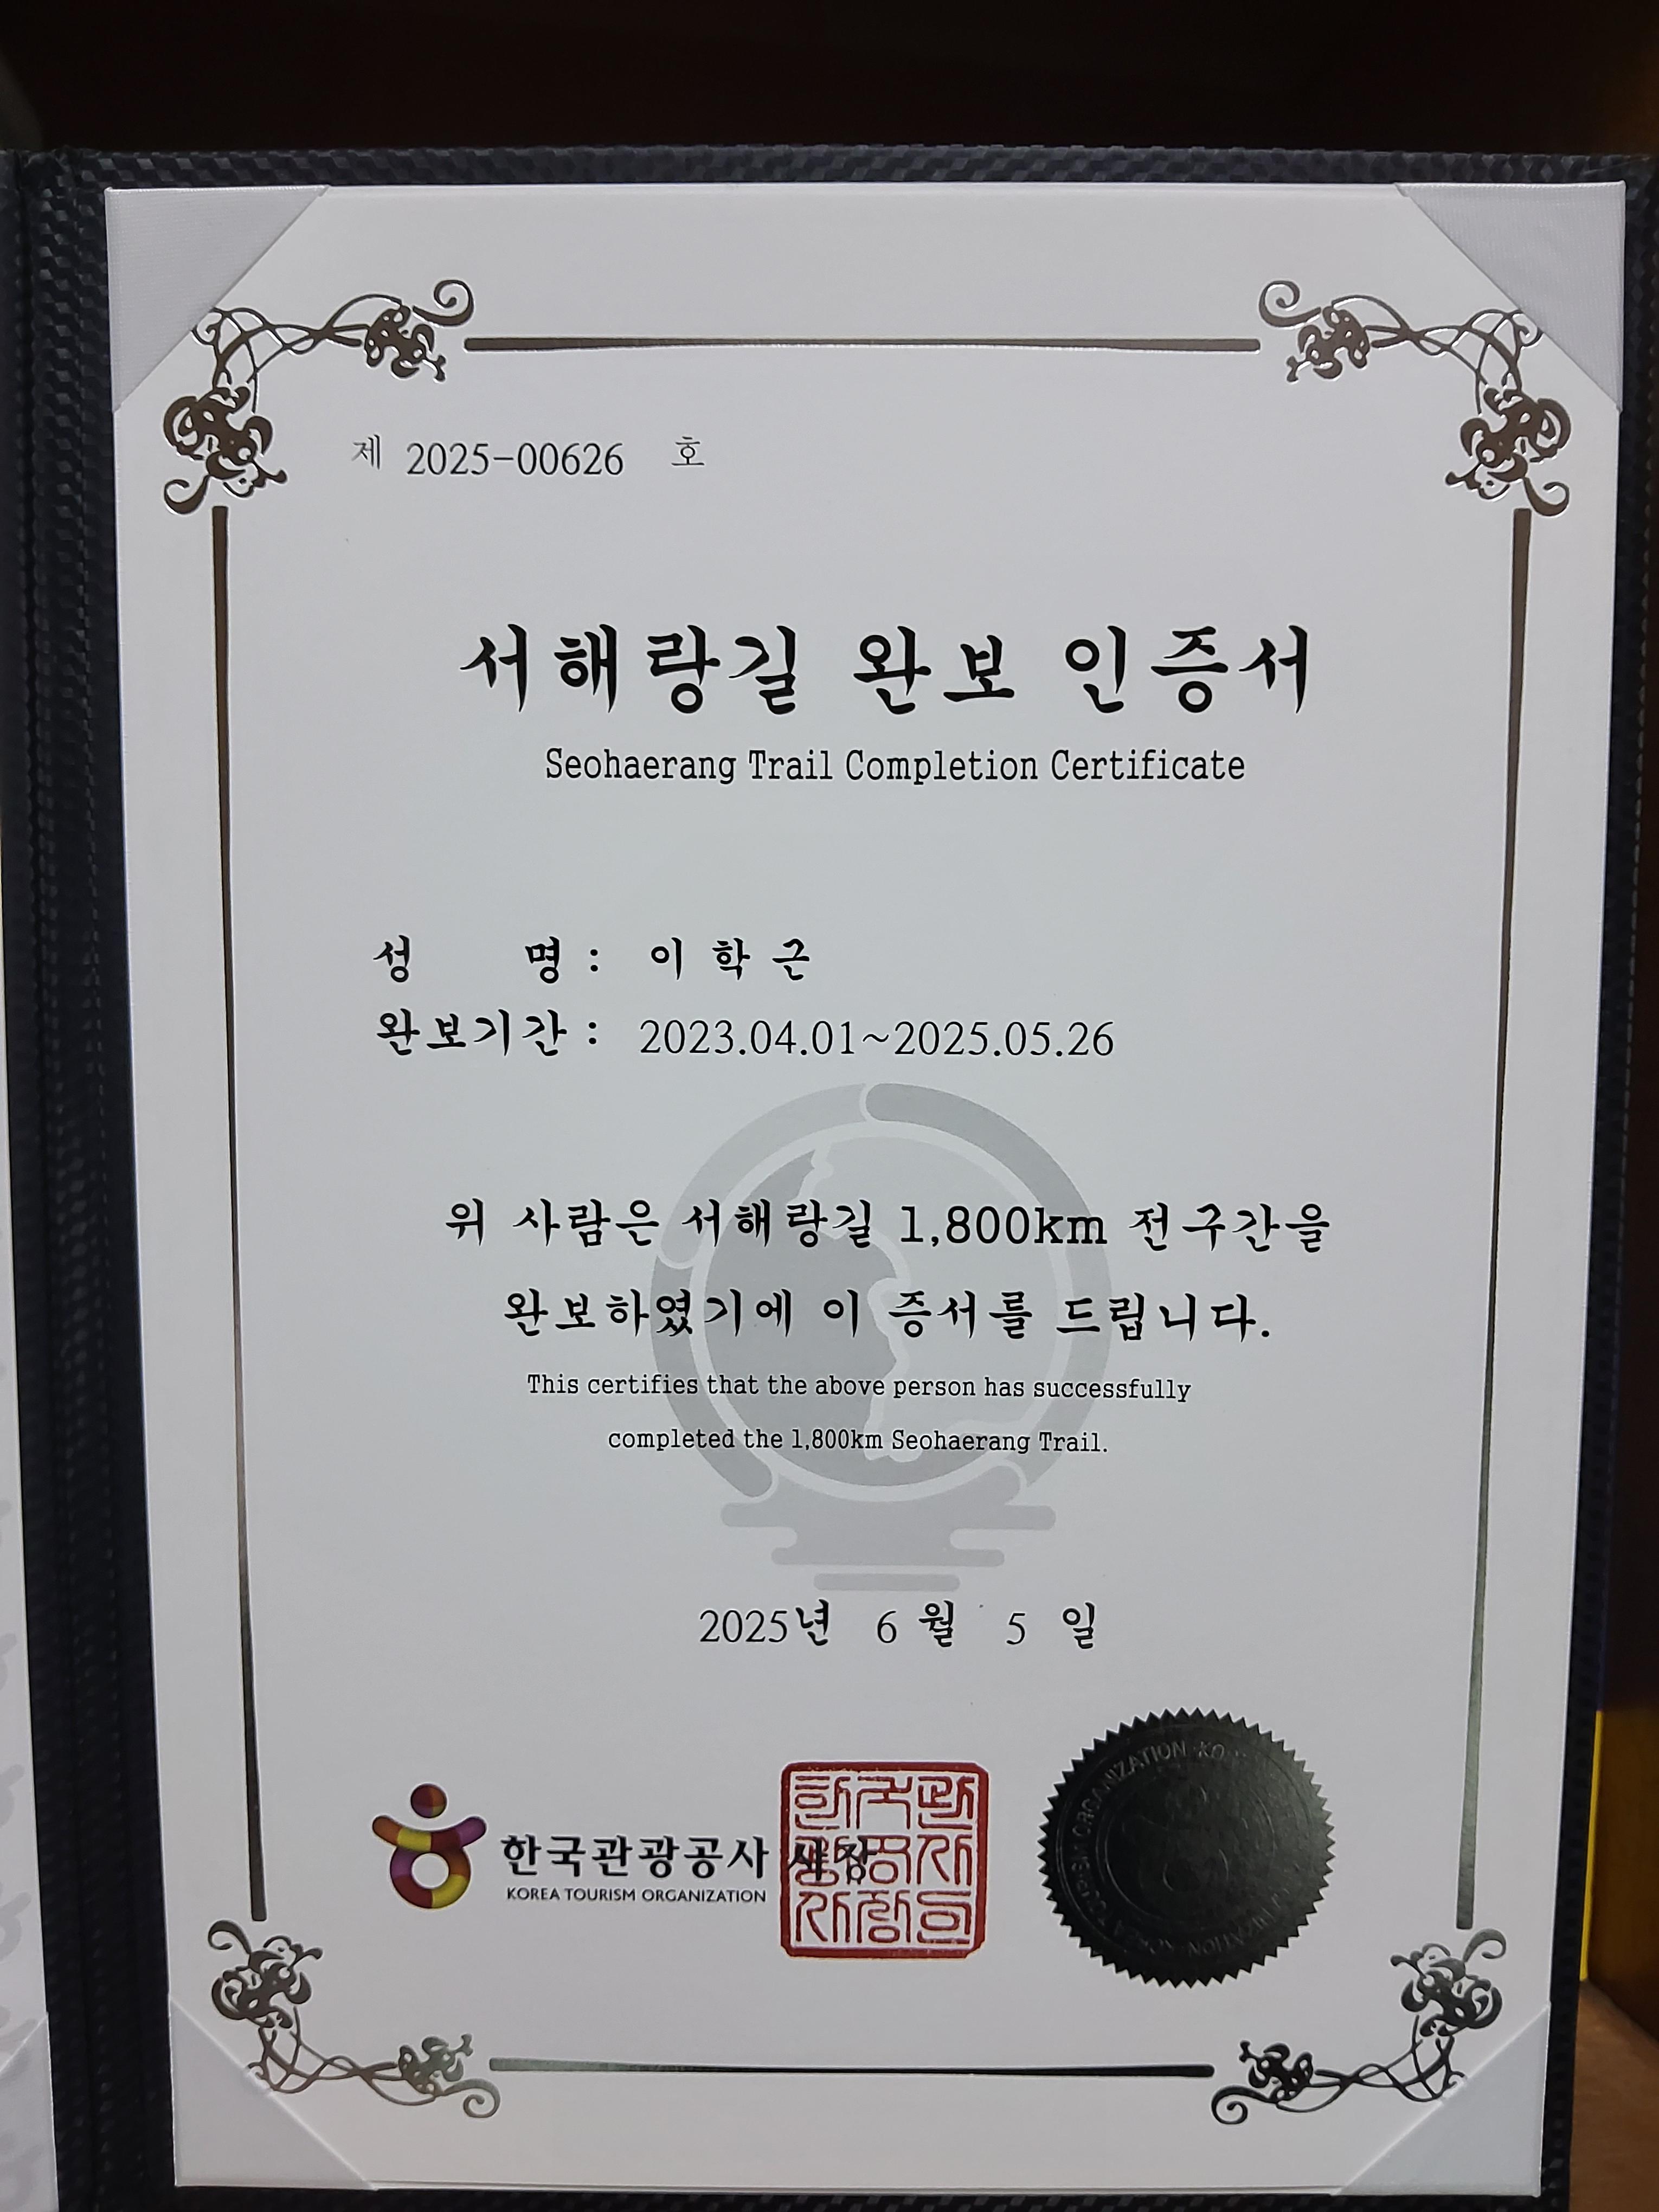 제 2025-00626 호
서해랑길 완보 인증서
Seohaerang Trail Completion Certificate
성 명 : 이 학 근
완보기간 : 2023.04.01~2025.05.26
위 사람은 서해랑길 1,800km 전구간을
완보하였기에 이 증서를 드립니다.
This certifies that the above person has successfully
completed the 1,800km Seohaerang Trail.
2025년 6 월 5 일
한국관광공사 사장
KOREA TOURISM ORGANIZATION